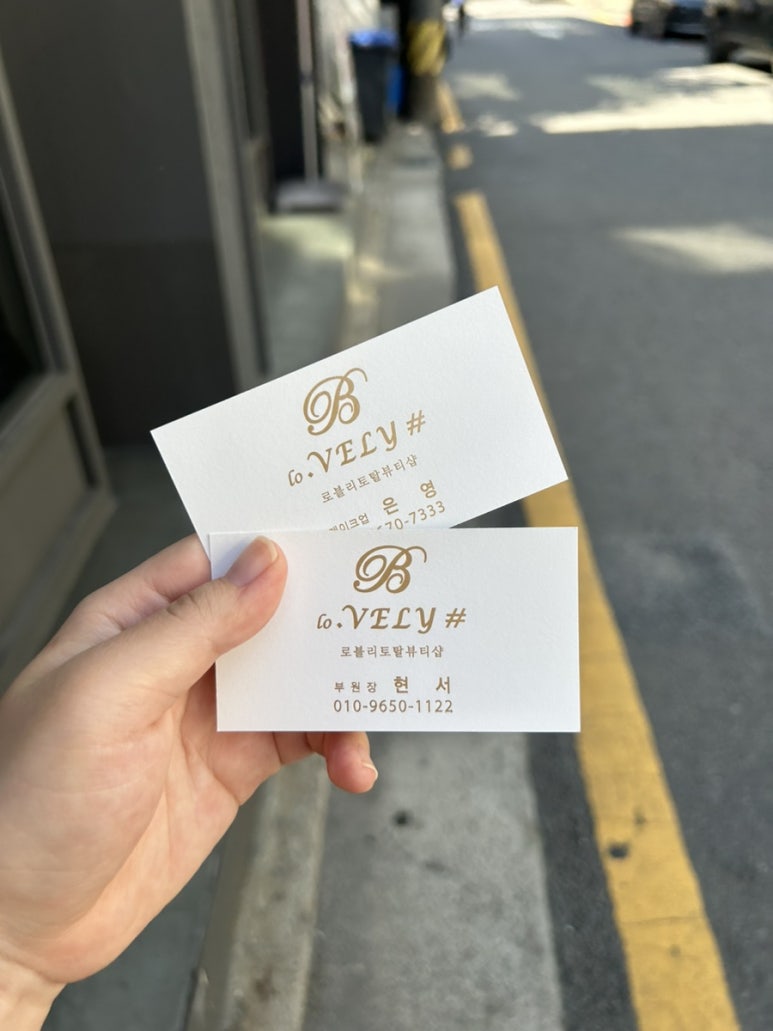 B
lo.VELY#
로블리토탈뷰티샵
은 영
70-7333
B
lo.VELY#
로블리토탈뷰티샵
부원장 현 서
010-9650-1122